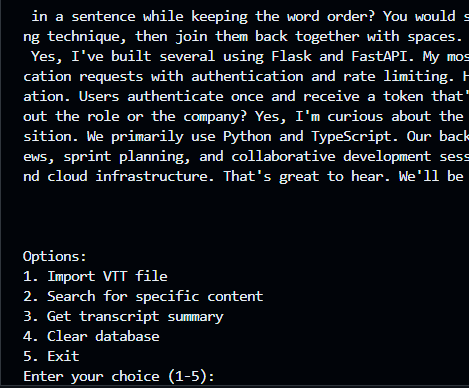 in a sentence while keeping the word order? You would s
ng technique, then join them back together with spaces.
Yes, I've built several using Flask and FastAPI. My mos
cation requests with authentication and rate limiting. H
ation. Users authenticate once and receive a token that'
out the role or the company? Yes, I'm curious about the
sition. We primarily use Python and TypeScript. Our back
ews, sprint planning, and collaborative development sess
nd cloud infrastructure. That's great to hear. We'll be
Options:
1. Import VTT file
2. Search for specific content
3. Get transcript summary
4. Clear database
5. Exit
Enter your choice (1-5):